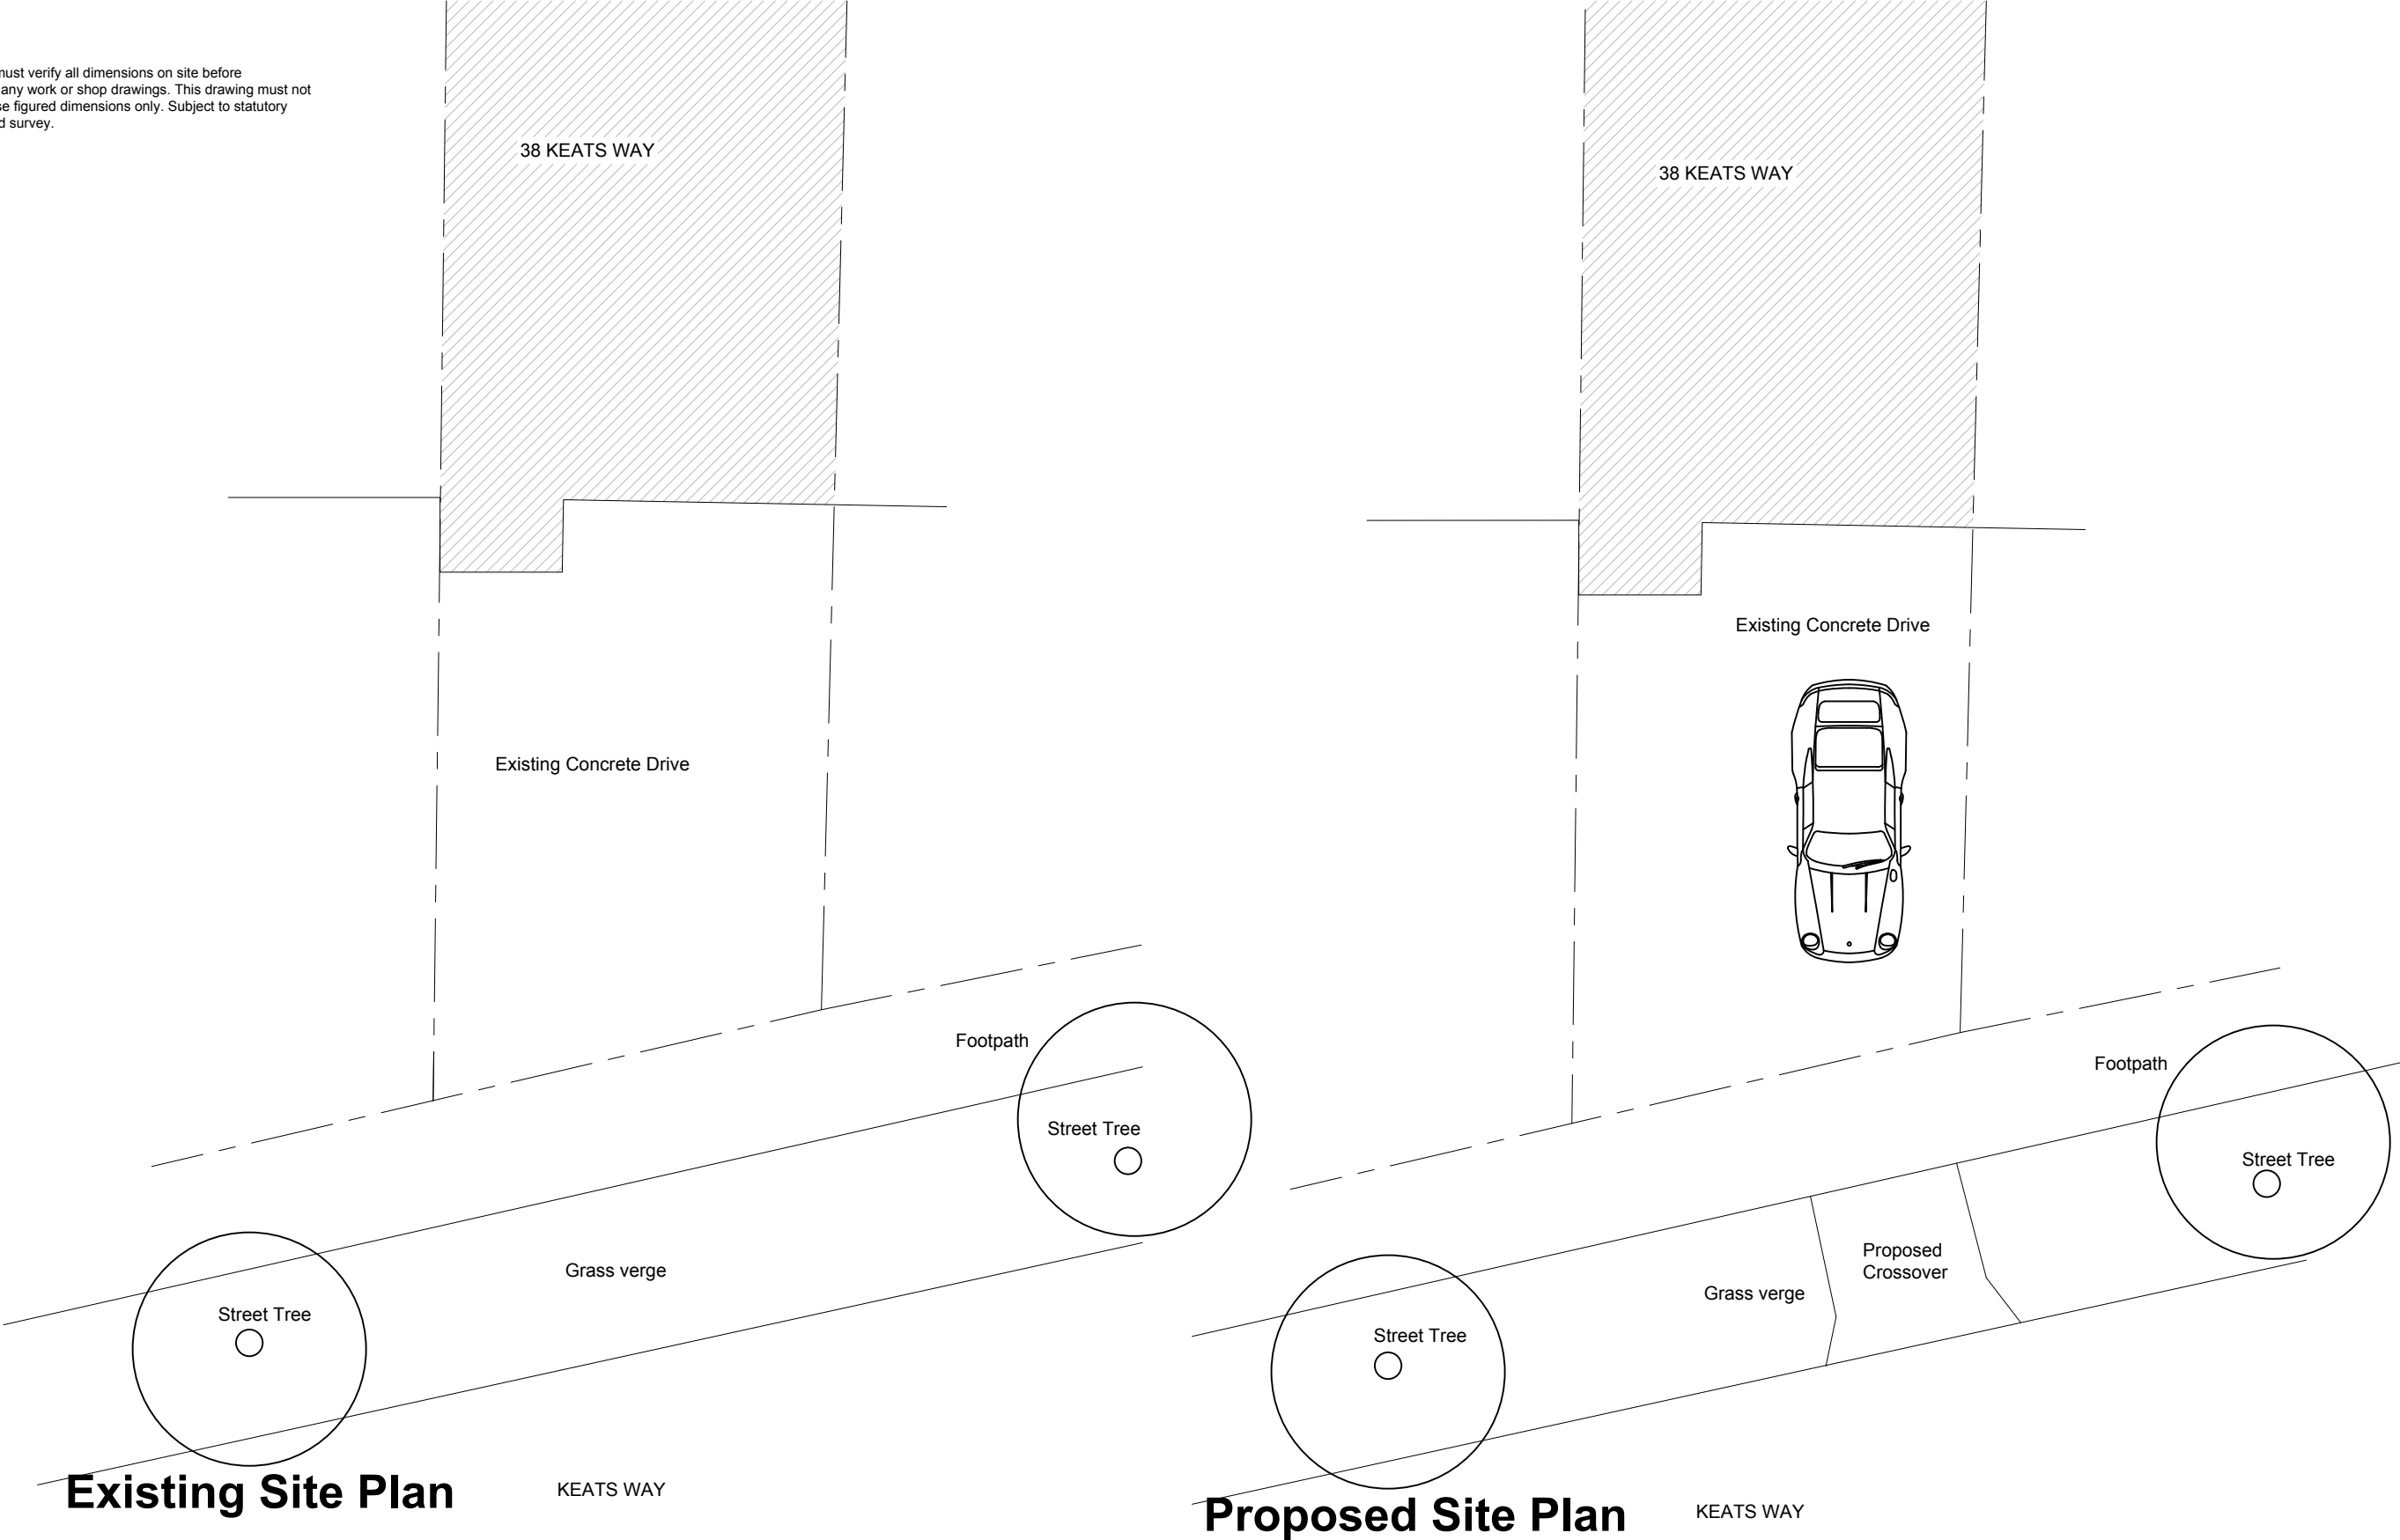 must verify all dimensions on site before
any work or shop drawings. This drawing must not
figured dimensions only. Subject to statutory
survey.
38 KEATS WAY
Existing Concrete Drive
Footpath
Street Tree
Grass verge
Street Tree
Existing Site Plan
KEATS WAY
38 KEATS WAY
Existing Concrete Drive
Footpath
Street Tree
Proposed
Crossover
Grass verge
Street Tree
Proposed Site Plan
KEATS WAY